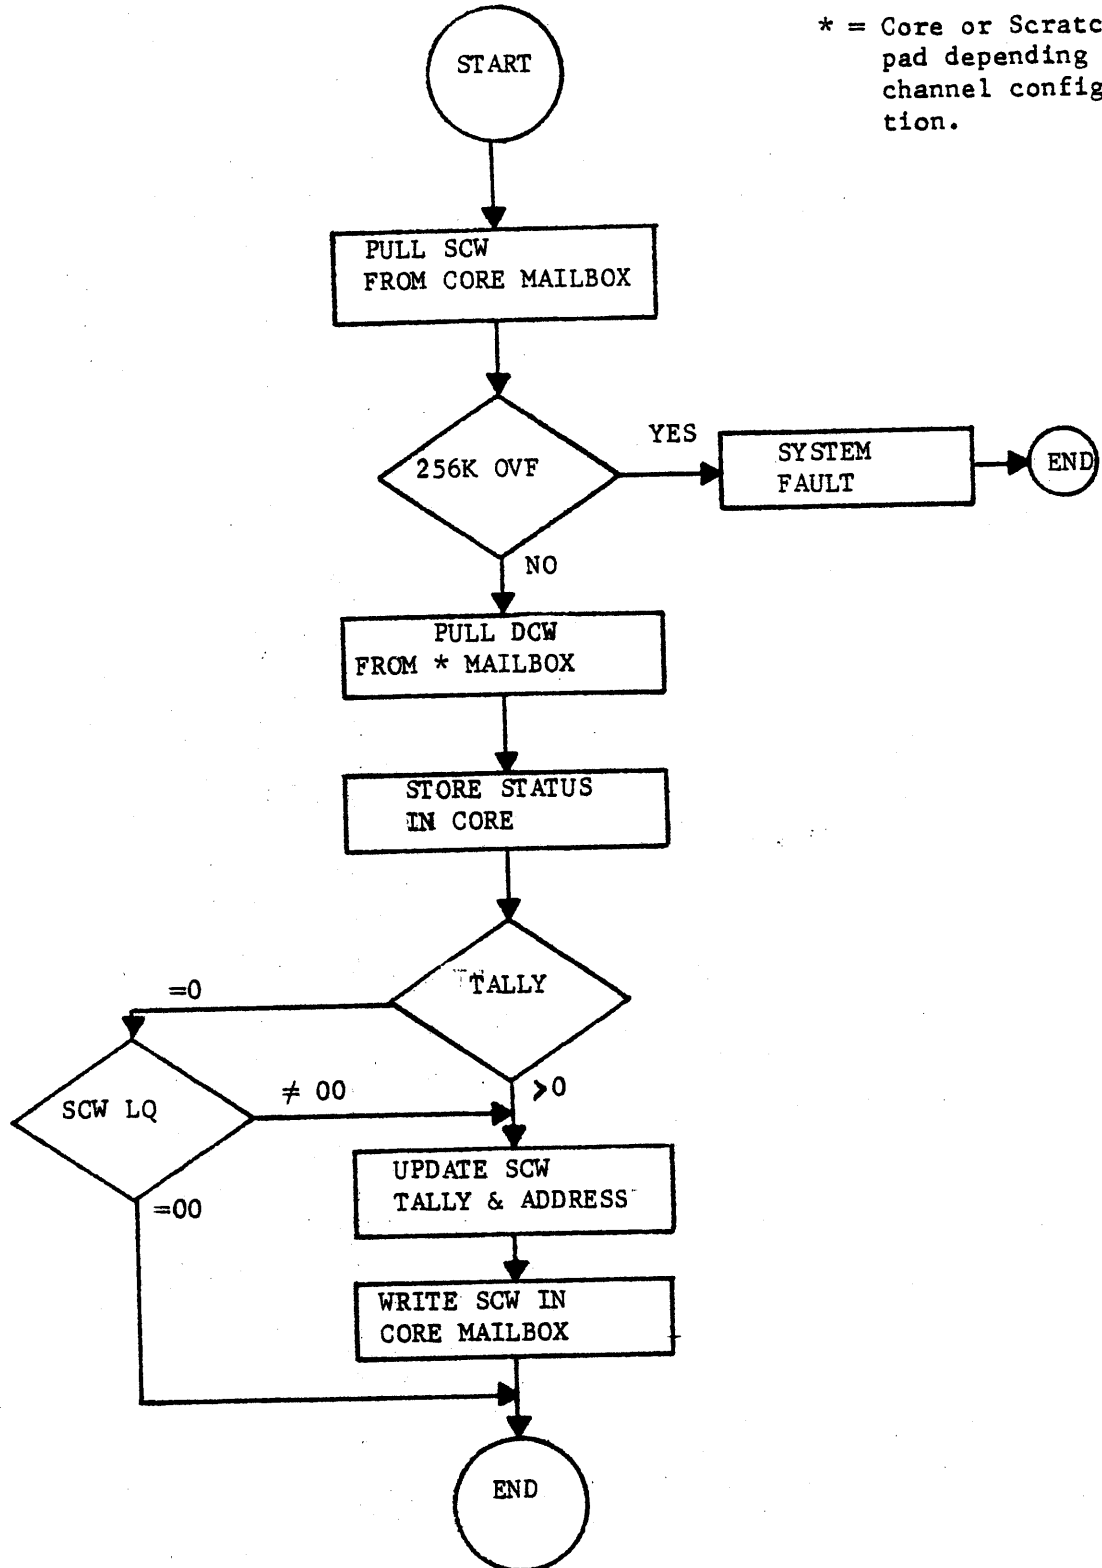 START
* = Core or Scratc
pad depending
channel config
tion.
PULL SCW
FROM CORE MAILBOX
256K OVF
YES
SYSTEM
FAULT
END
NO
PULL DCW
FROM * MAILBOX
STORE STATUS
IN CORE
TALLY
=0
>0
SCW LQ
≠ 00
=00
UPDATE SCW
TALLY & ADDRESS
WRITE SCW IN
CORE MAILBOX
END